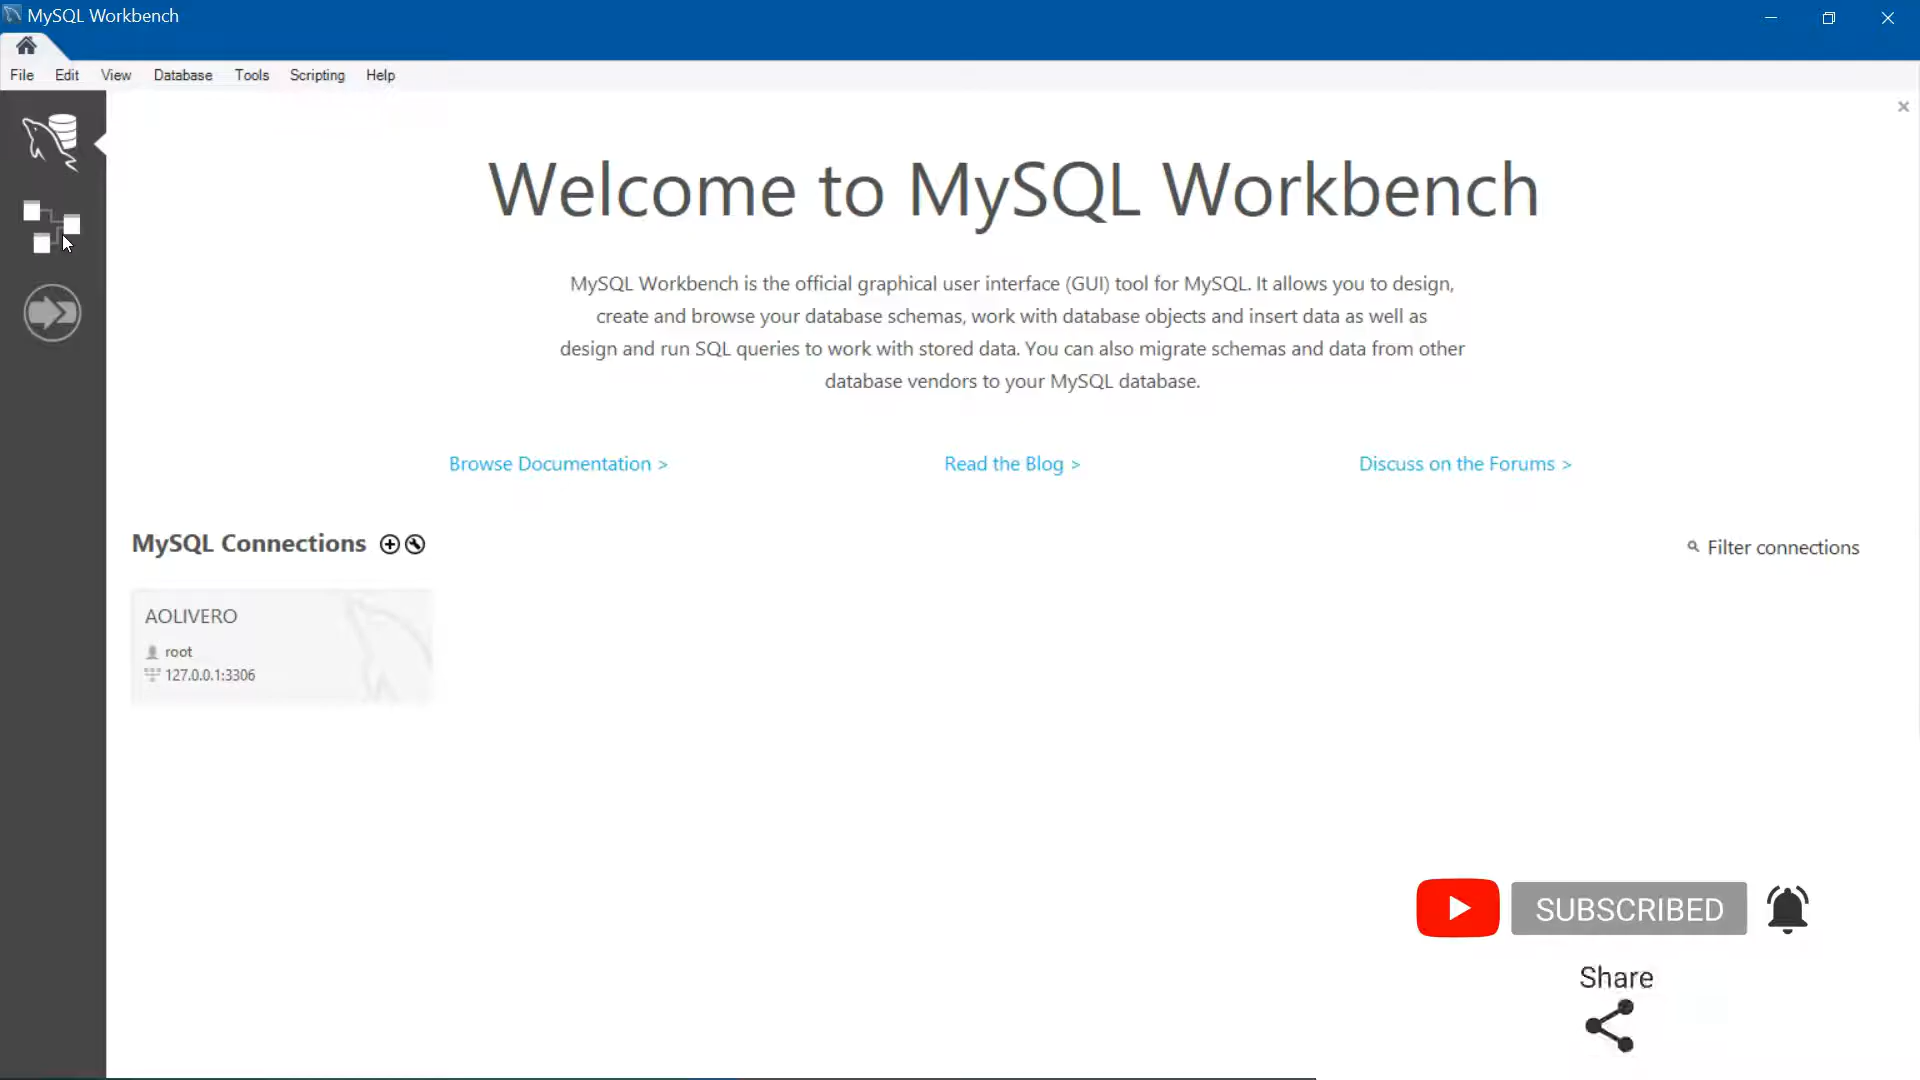 MySQL Workbench
File Edit View Database Tools Scripting Help
Welcome to MySQL Workbench
MySQL Workbench is the official graphical user interface (GUI) tool for MySQL. It allows you to design,
create and browse your database schemas, work with database objects and insert data as well as
design and run SQL queries to work with stored data. You can also migrate schemas and data from other
database vendors to your MySQL database.
Browse Documentation > Read the Blog > Discuss on the Forums >
MySQL Connections
Filter connections
AOLIVERO
root
127.0.0.1:3306
SUBSCRIBED
Share